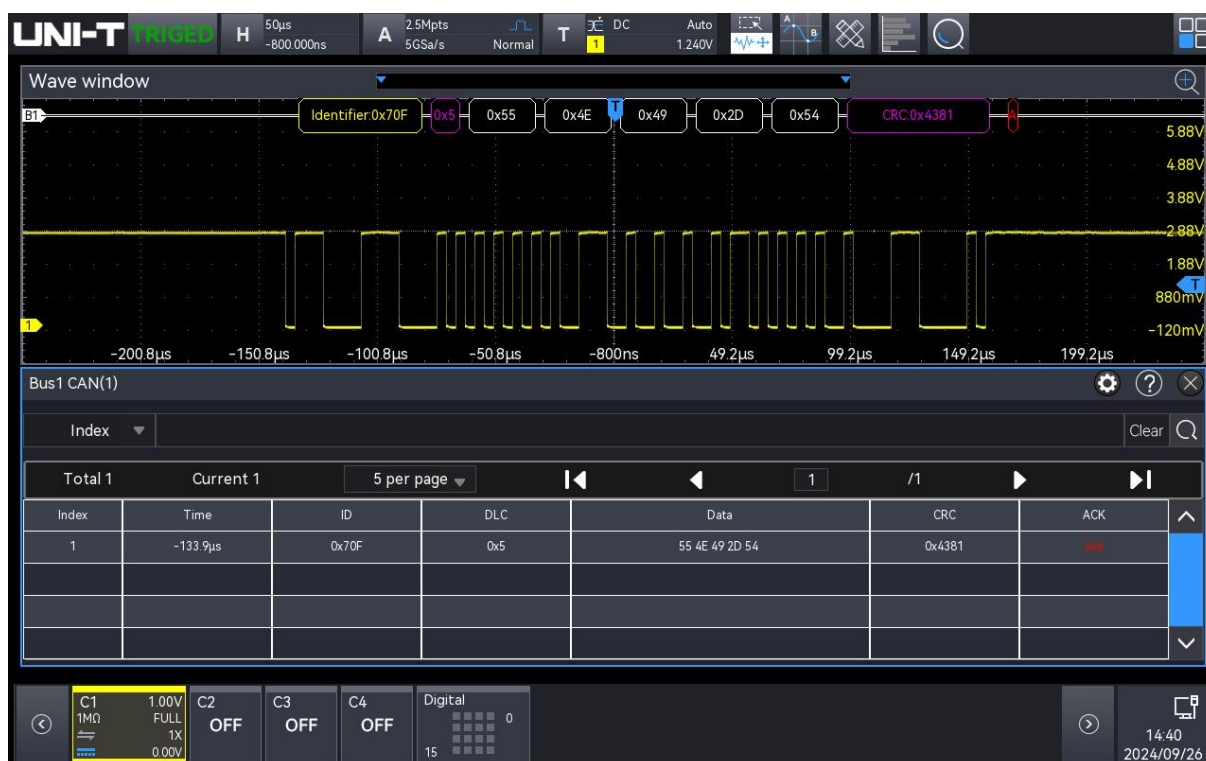 UNI-T TRIGED H 50µs -800.000ns A 2.5Mpts 5GSa/s Normal T DC 1 Auto 1.240V A B
Wave window
B1 Identifier:0x70F 0x5 0x55 0x4E T 0x49 0x2D 0x54 CRC:0x4381 A
5.88V
4.88V
3.88V
2.88V
1.88V
T
880mV
1 -120mV
-200.8µs -150.8µs -100.8µs -50.8µs -800ns 49.2µs 99.2µs 149.2µs 199.2µs
Bus1 CAN(1) ?
Index Clear
Total 1 Current 1 5 per page 1 /1
Index Time ID DLC Data CRC ACK
1 -133.9µs 0x70F 0x5 55 4E 49 2D 54 0x4381 Ack
C1 1.00V C2 C3 C4 Digital
1MΩ FULL OFF OFF OFF 0
1X
0.00V 15
14:40
2024/09/26